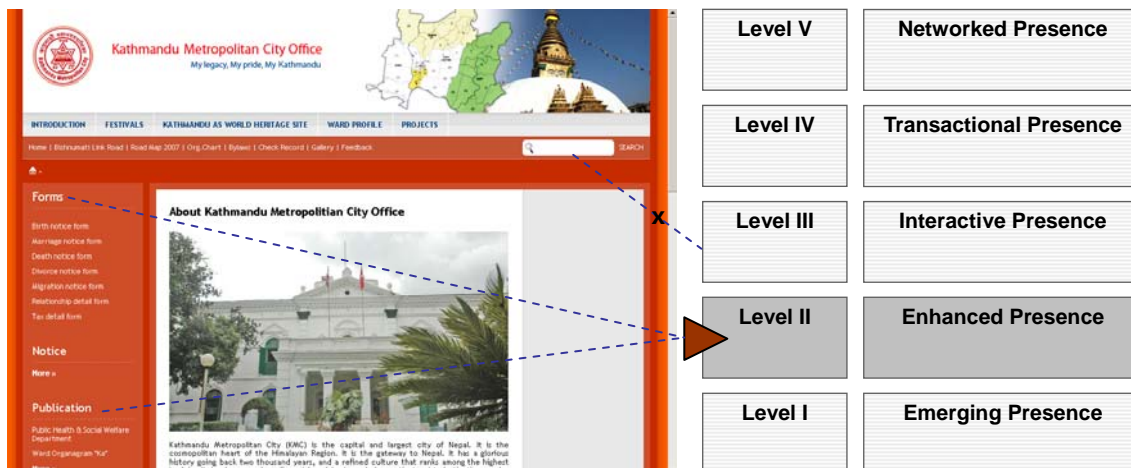 Kathmandu Metropolitan City Office
My legacy, My pride, My Kathmandu
INTRODUCTION FESTIVALS KATHMANDU AS WORLD HERITAGE SITE WARD PROFILE PROJECTS
Home | Bishnumati Link Road | Road Map 2007 | Org.Chart | Bylaws | Check Record | Gallery | Feedback
SEARCH
Forms
Birth notice form
Marriage notice form
Death notice form
Divorce notice form
Migration notice form
Relationship detail form
Tax detail form
Notice
More »
Publication
Public Health & Social Welfare
Department
Ward Organagram "Ka"
More »
About Kathmandu Metropolitian City Office
Kathmandu Metropolitan City (KMC) is the capital and largest city of Nepal. It is the
cosmopolitan heart of the Himalayan Region. It is the gateway to Nepal. It has a glorious
history going back two thousand years, and a refined culture that ranks among the highest
x
Level V Networked Presence
Level IV Transactional Presence
Level III Interactive Presence
Level II Enhanced Presence
Level I Emerging Presence